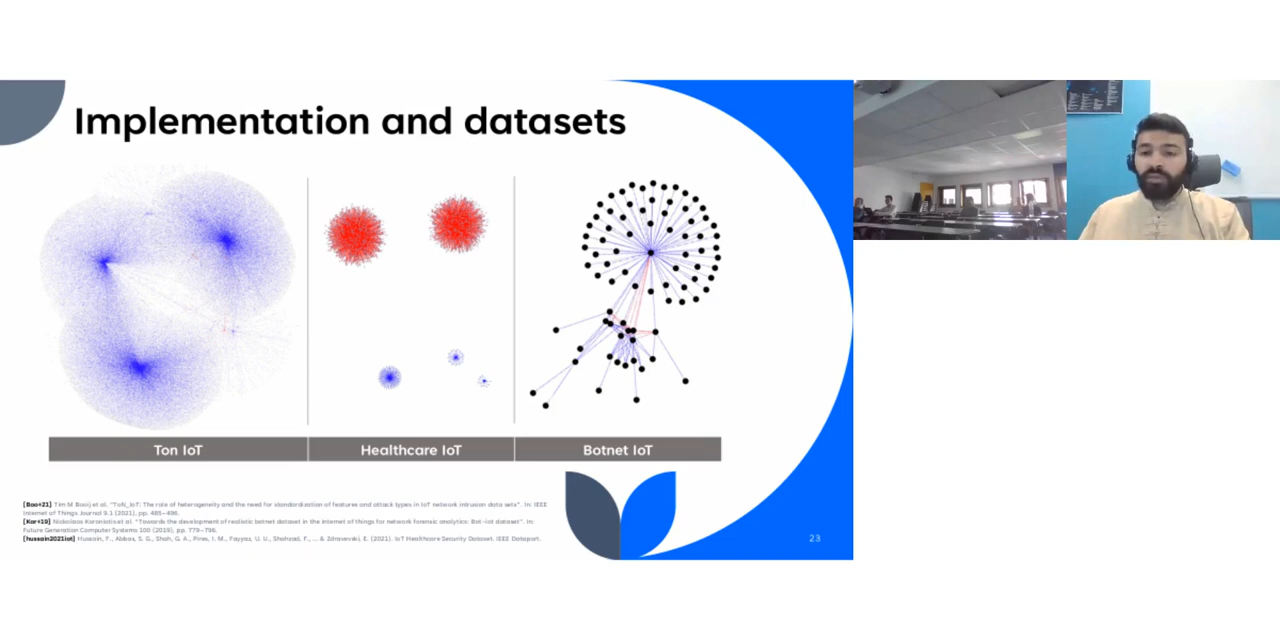 Implementation and datasets
Ton IoT
Healthcare IoT
Botnet IoT
[Boo+21] Tim M Booij et al. "ToN_IoT: The role of heterogeneity and the need for standardization of features and attack types in IoT network intrusion data sets". In: IEEE
Internet of Things Journal 9.1 (2021), pp. 485–496.
[Kor+19] Nickolaos Koroniotis et al. "Towards the development of realistic botnet dataset in the internet of things for network forensic analytics: Bot-iot dataset". In:
Future Generation Computer Systems 100 (2019), pp. 779–796.
[hussain2021iot] Hussain, F., Abbas, S. G., Shah, G. A., Pires, I. M., Fayyaz, U. U., Shahzad, F., ... & Zdravevski, E. (2021). IoT Healthcare Security Dataset. IEEE Dataport.
23